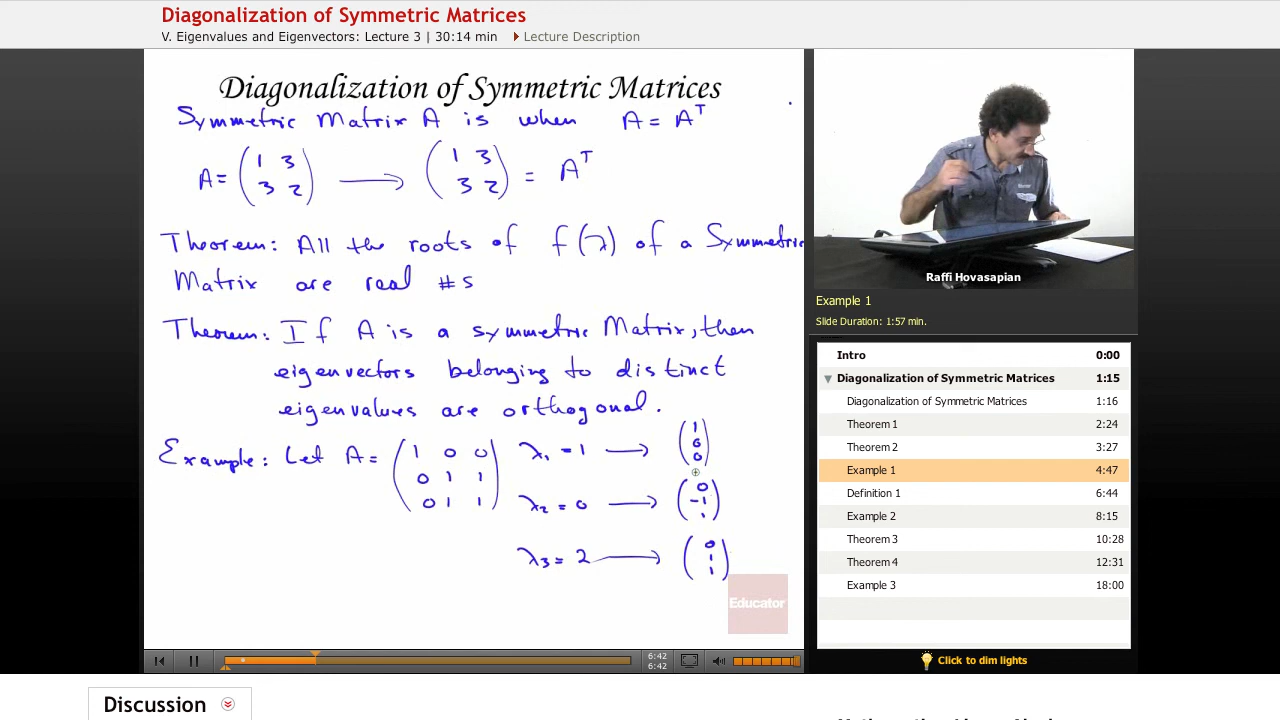 Diagonalization of Symmetric Matrices
V. Eigenvalues and Eigenvectors: Lecture 3 | 30:14 min Lecture Description
Diagonalization of Symmetric Matrices
Symmetric Matrix A is when A = Aᵀ
A = (1 3; 3 2) → (1 3; 3 2) = Aᵀ
Theorem: All the roots of f(λ) of a Symmetric
Matrix are real #s
Theorem: If A is a symmetric Matrix, then
eigenvectors belonging to distinct
eigenvalues are orthogonal.
Example: Let A = (1 0 0; 0 1 1; 0 1 1) λ₁ = 1 → (1; 0; 0)
λ₂ = 0 → (0; -1; 1)
λ₃ = 2 → (0; 1; 1)
Educator
6:42
6:42
Raffi Hovasapian
Example 1
Slide Duration: 1:57 min.
Intro 0:00
Diagonalization of Symmetric Matrices 1:15
Diagonalization of Symmetric Matrices 1:16
Theorem 1 2:24
Theorem 2 3:27
Example 1 4:47
Definition 1 6:44
Example 2 8:15
Theorem 3 10:28
Theorem 4 12:31
Example 3 18:00
Click to dim lights
Discussion